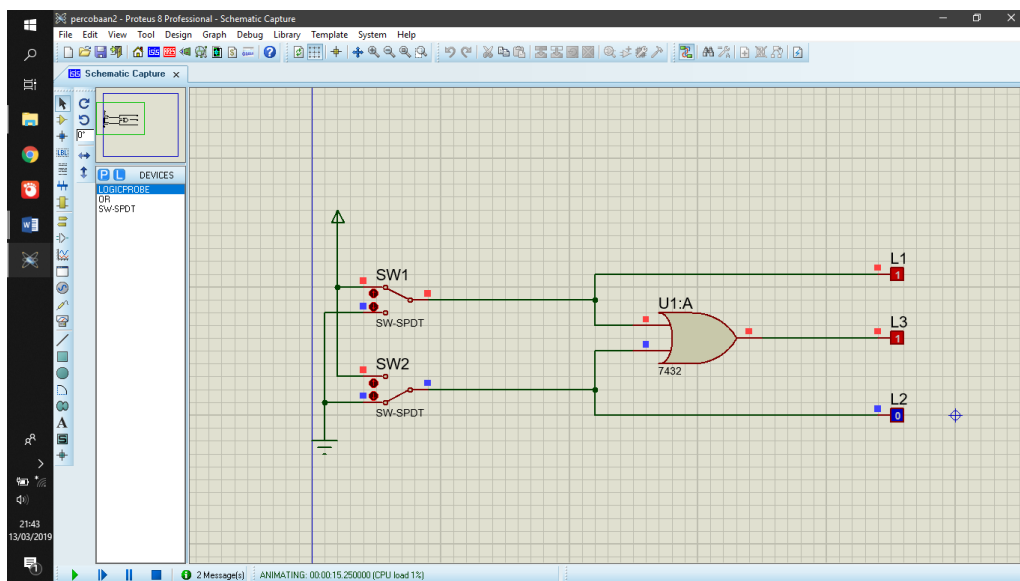 percobaan2 - Proteus 8 Professional - Schematic Capture
File Edit View Tool Design Graph Debug Library Template System Help
Schematic Capture
0°
P L DEVICES
LOGICPROBE
OR
SW-SPDT
LBL
A
S
SW1
SW-SPDT
SW2
SW-SPDT
U1:A
7432
L1
1
L3
1
L2
0
21:43
13/03/2019
2 Message(s)
ANIMATING: 00:00:15.250000 (CPU load 1%)